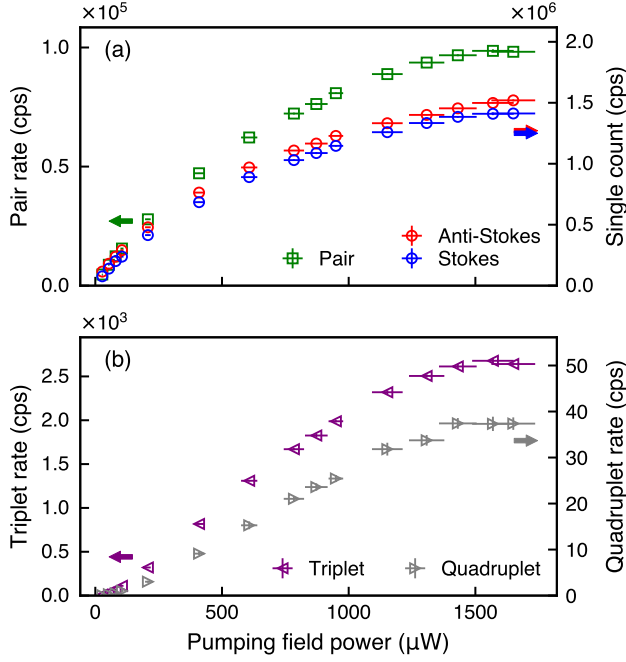 ×10⁵
×10⁶
(a)
Pair rate (cps)
1.0
0.5
0.0
2.0
1.5
1.0
0.5
0.0
Single count (cps)
Pair
Anti-Stokes
Stokes
×10³
(b)
Triplet rate (cps)
2.5
2.0
1.5
1.0
0.5
0.0
50
40
30
20
10
0
Quadruplet rate (cps)
Triplet
Quadruplet
0
500
1000
1500
Pumping field power (μW)